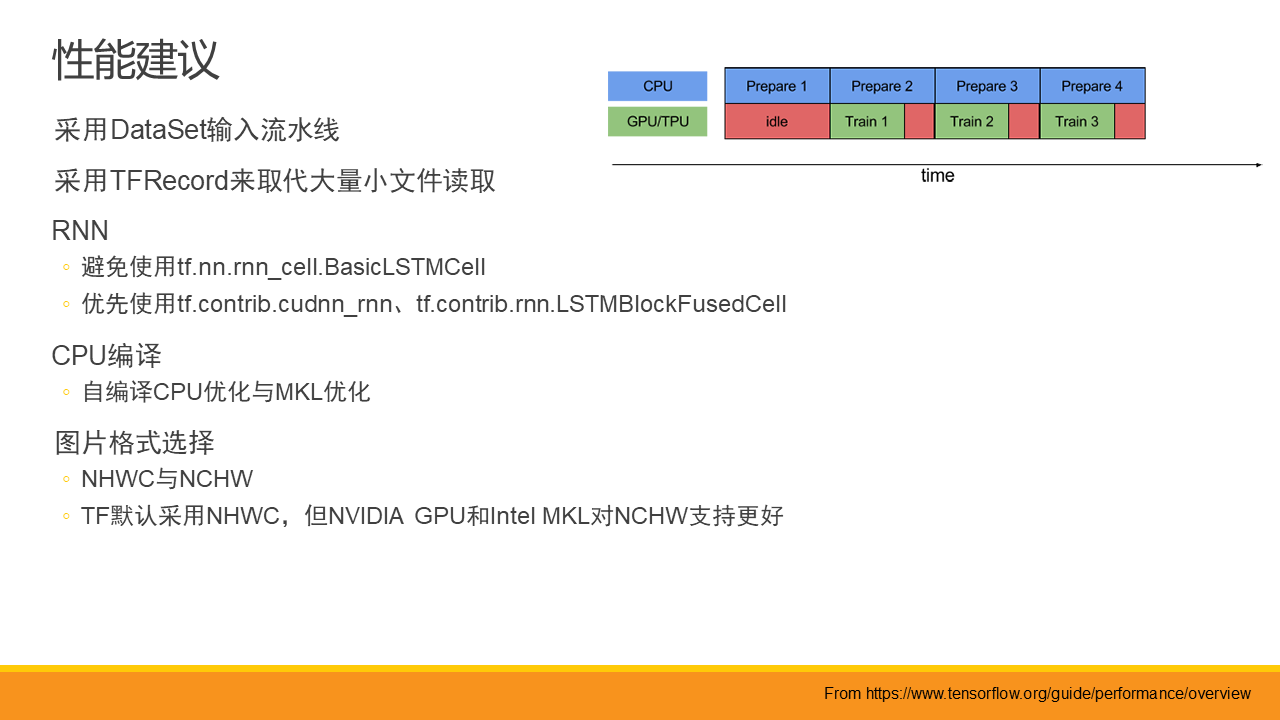 性能建议
CPU Prepare 1 Prepare 2 Prepare 3 Prepare 4
GPU/TPU idle Train 1 Train 2 Train 3
time
采用DataSet输入流水线
采用TFRecord来取代大量小文件读取
RNN
◦ 避免使用tf.nn.rnn_cell.BasicLSTMCell
◦ 优先使用tf.contrib.cudnn_rnn、tf.contrib.rnn.LSTMBlockFusedCell
CPU编译
◦ 自编译CPU优化与MKL优化
图片格式选择
◦ NHWC与NCHW
◦ TF默认采用NHWC，但NVIDIA GPU和Intel MKL对NCHW支持更好
From https://www.tensorflow.org/guide/performance/overview